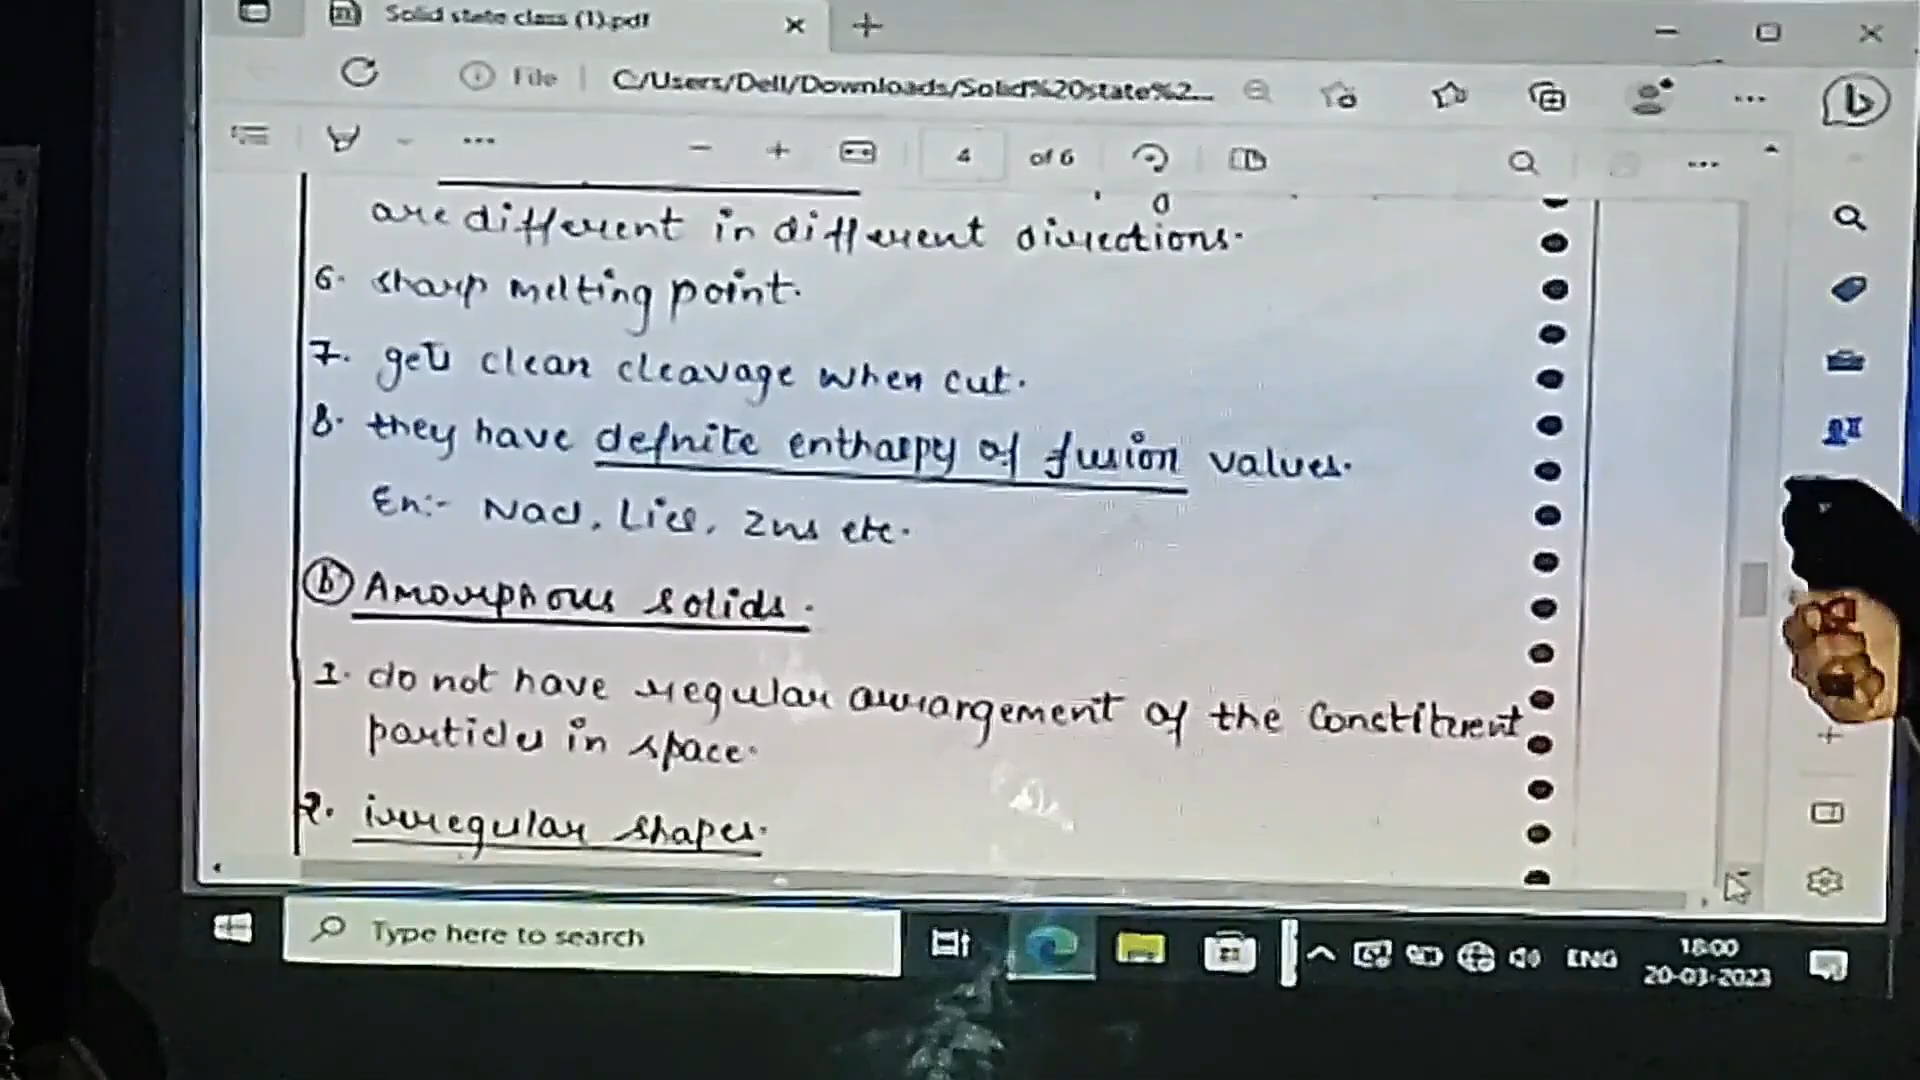 Solid state class (1).pdf
File C/Users/Dell/Downloads/Solid%20state%2...
4 of 6
are different in different directions.
6. sharp melting point.
7. gets clean cleavage when cut.
8. they have defnite enthalpy of fusion values.
Ex:- Nacl, Licl, Zns etc.
(b) Amorphous solids.
1. do not have regular arrangement of the Constituent
particles in space.
2. irregular shapes.
Type here to search
ENG
18:00
20-03-2023